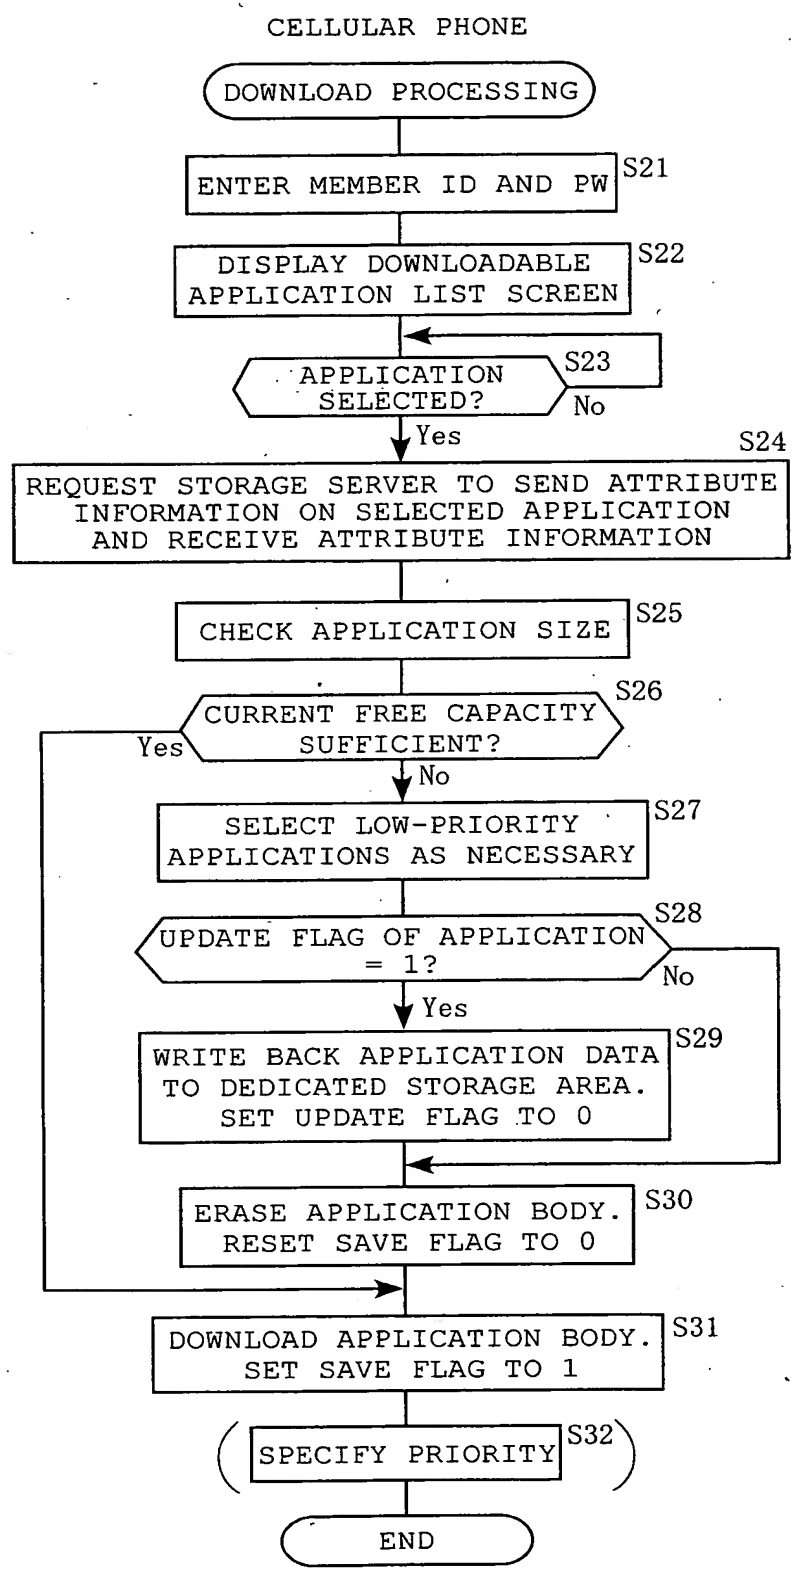 CELLULAR PHONE
DOWNLOAD PROCESSING
S21
ENTER MEMBER ID AND PW
S22
DISPLAY DOWNLOADABLE
APPLICATION LIST SCREEN
S23
APPLICATION
SELECTED?
No
Yes
S24
REQUEST STORAGE SERVER TO SEND ATTRIBUTE
INFORMATION ON SELECTED APPLICATION
AND RECEIVE ATTRIBUTE INFORMATION
S25
CHECK APPLICATION SIZE
S26
CURRENT FREE CAPACITY
SUFFICIENT?
Yes
No
S27
SELECT LOW-PRIORITY
APPLICATIONS AS NECESSARY
S28
UPDATE FLAG OF APPLICATION
= 1?
No
Yes
S29
WRITE BACK APPLICATION DATA
TO DEDICATED STORAGE AREA.
SET UPDATE FLAG TO 0
S30
ERASE APPLICATION BODY.
RESET SAVE FLAG TO 0
S31
DOWNLOAD APPLICATION BODY.
SET SAVE FLAG TO 1
S32
(SPECIFY PRIORITY)
END